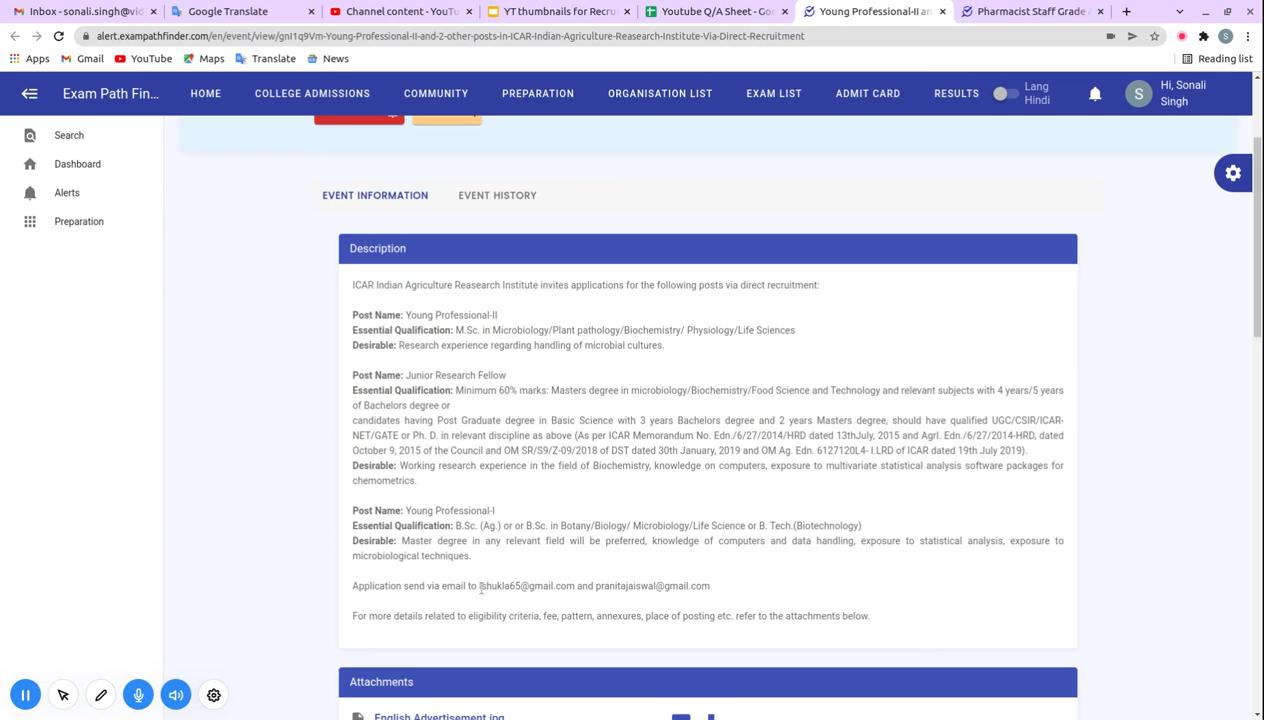 Inbox - sonali.singh@vid
Google Translate
Channel content - YouTu
YT thumbnails for Recru
Youtube Q/A Sheet - Goo
Young Professional-II an
Pharmacist Staff Grade
alert.exampathfinder.com/en/event/view/gnI1q9Vm-Young-Professional-II-and-2-other-posts-in-ICAR-Indian-Agriculture-Reasearch-Institute-Via-Direct-Recruitment
S
Apps
Gmail
YouTube
Maps
Translate
News
Reading list
Exam Path Fin...
HOME
COLLEGE ADMISSIONS
COMMUNITY
PREPARATION
ORGANISATION LIST
EXAM LIST
ADMIT CARD
RESULTS
Lang
Hindi
S
Hi, Sonali
Singh
Search
Dashboard
Alerts
Preparation
EVENT INFORMATION
EVENT HISTORY
Description
ICAR Indian Agriculture Reasearch Institute invites applications for the following posts via direct recruitment:
Post Name: Young Professional-II
Essential Qualification: M.Sc. in Microbiology/Plant pathology/Biochemistry/ Physiology/Life Sciences
Desirable: Research experience regarding handling of microbial cultures.
Post Name: Junior Research Fellow
Essential Qualification: Minimum 60% marks: Masters degree in microbiology/Biochemistry/Food Science and Technology and relevant subjects with 4 years/5 years
of Bachelors degree or
candidates having Post Graduate degree in Basic Science with 3 years Bachelors degree and 2 years Masters degree, should have qualified UGC/CSIR/ICAR-
NET/GATE or Ph. D. in relevant discipline as above (As per ICAR Memorandum No. Edn./6/27/2014/HRD dated 13thJuly, 2015 and Agrl. Edn./6/27/2014-HRD, dated
October 9, 2015 of the Council and OM SR/S9/Z-09/2018 of DST dated 30th January, 2019 and OM Ag. Edn. 6127120L4- I.LRD of ICAR dated 19th July 2019).
Desirable: Working research experience in the field of Biochemistry, knowledge on computers, exposure to multivariate statistical analysis software packages for
chemometrics.
Post Name: Young Professional-I
Essential Qualification: B.Sc. (Ag.) or or B.Sc. in Botany/Biology/ Microbiology/Life Science or B. Tech.(Biotechnology)
Desirable: Master degree in any relevant field will be preferred, knowledge of computers and data handling, exposure to statistical analysis, exposure to
microbiological techniques.
Application send via email to and pranitajaiswal@gmail.com
For more details related to eligibility criteria, fee, pattern, annexures, place of posting etc. refer to the attachments below.
Attachments
English Advertisement.jpg